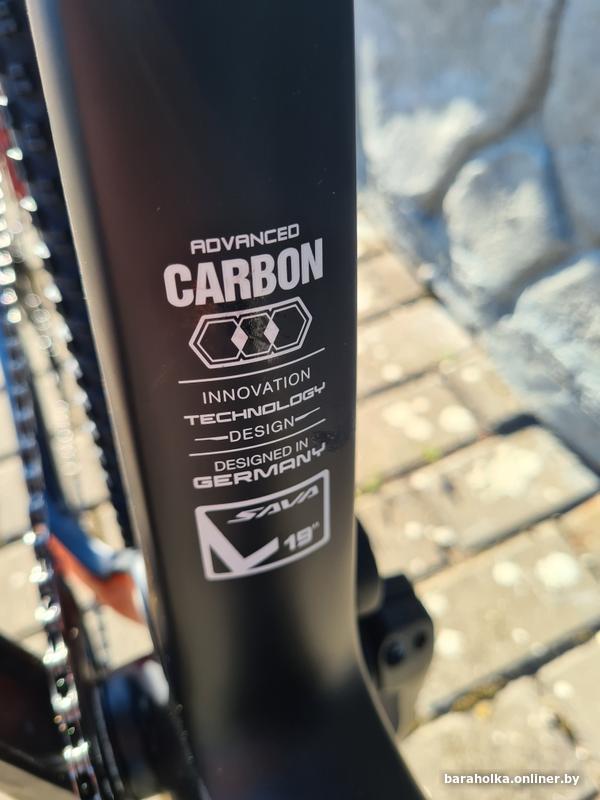 ADVANCED
CARBON
INNOVATION
TECHNOLOGY
DESIGN
DESIGNED IN
GERMANY
SAVA
19"
baraholka.onliner.by